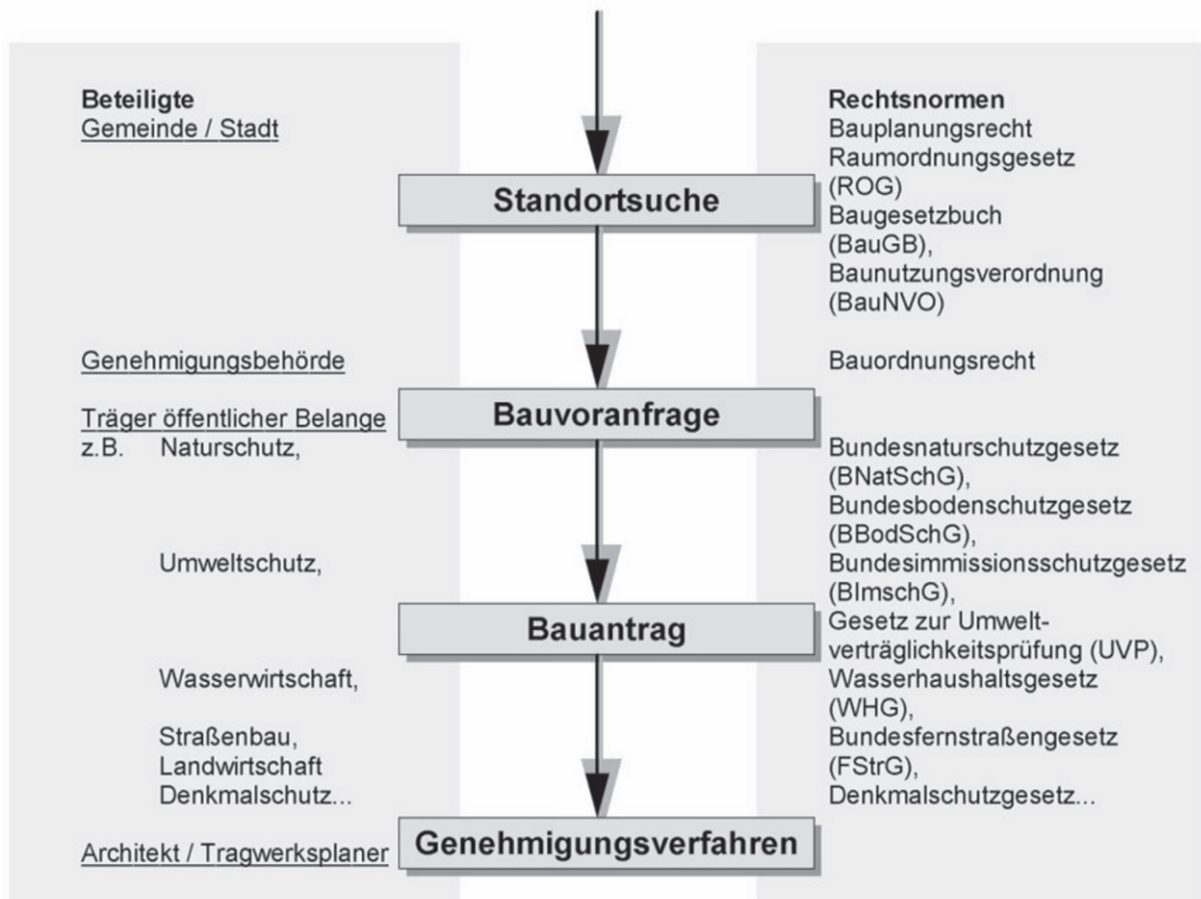 Beteiligte
Gemeinde / Stadt
Standortsuche
Rechtsnormen
Bauplanungsrecht
Raumordnungsgesetz
(ROG)
Baugesetzbuch
(BauGB),
Baunutzungsverordnung
(BauNVO)
Genehmigungsbehörde
Bauordnungsrecht
Träger öffentlicher Belange
z.B. Naturschutz,
Bauvoranfrage
Bundesnaturschutzgesetz
(BNatSchG),
Bundesbodenschutzgesetz
(BBodSchG),
Umweltschutz,
Bundesimmissionsschutzgesetz
(BImschG),
Bauantrag
Gesetz zur Umwelt-
verträglichkeitsprüfung (UVP),
Wasserwirtschaft,
Wasserhaushaltsgesetz
(WHG),
Straßenbau,
Landwirtschaft
Denkmalschutz...
Bundesfernstraßengesetz
(FStrG),
Denkmalschutzgesetz...
Architekt / Tragwerksplaner
Genehmigungsverfahren